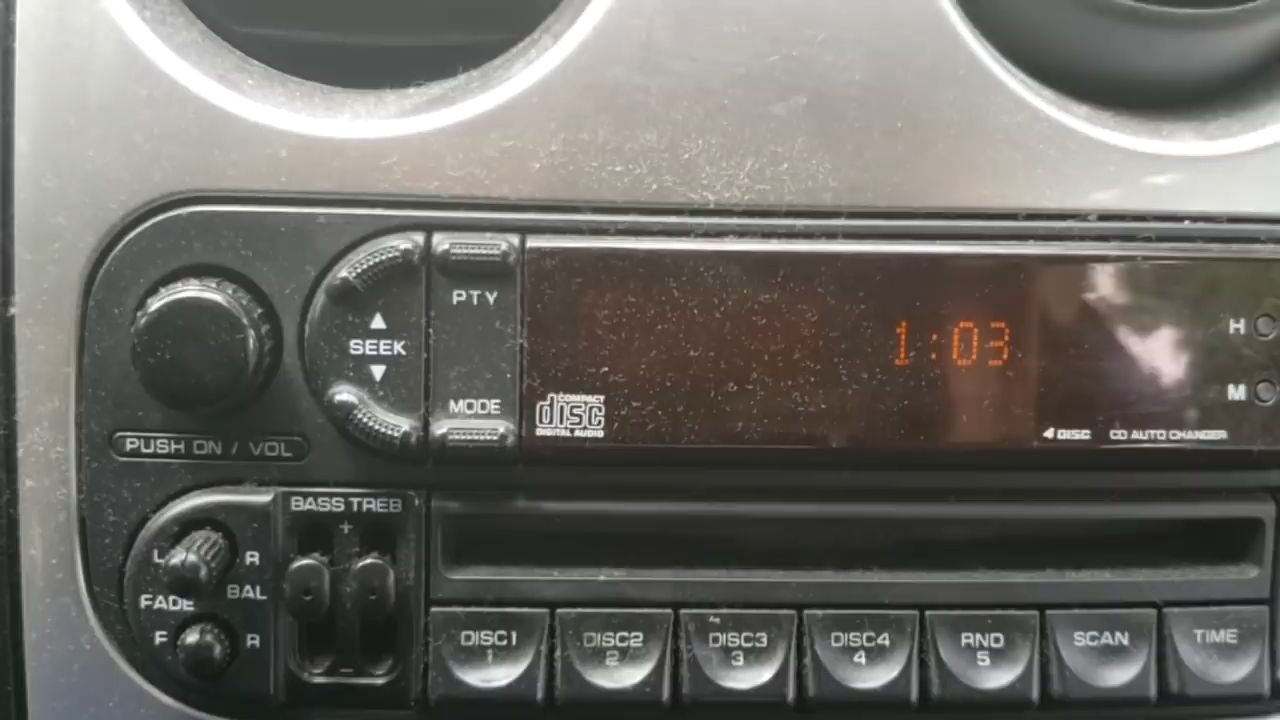 PTY
▲
SEEK
▼
MODE
1:03
H
M
COMPACT
disc
DIGITAL AUDIO
4 DISC CD AUTO CHANGER
PUSH ON / VOL
BASS TREB
+
L R
BAL
FADE
F R
−
DISC1 DISC2 DISC3 DISC4 RND SCAN TIME
1 2 3 4 5